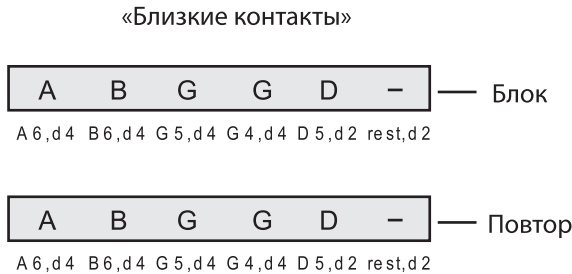 «Близкие контакты»
A B G G D – Блок
A6,d4 B6,d4 G5,d4 G4,d4 D5,d2 rest,d2
A B G G D – Повтор
A6,d4 B6,d4 G5,d4 G4,d4 D5,d2 rest,d2